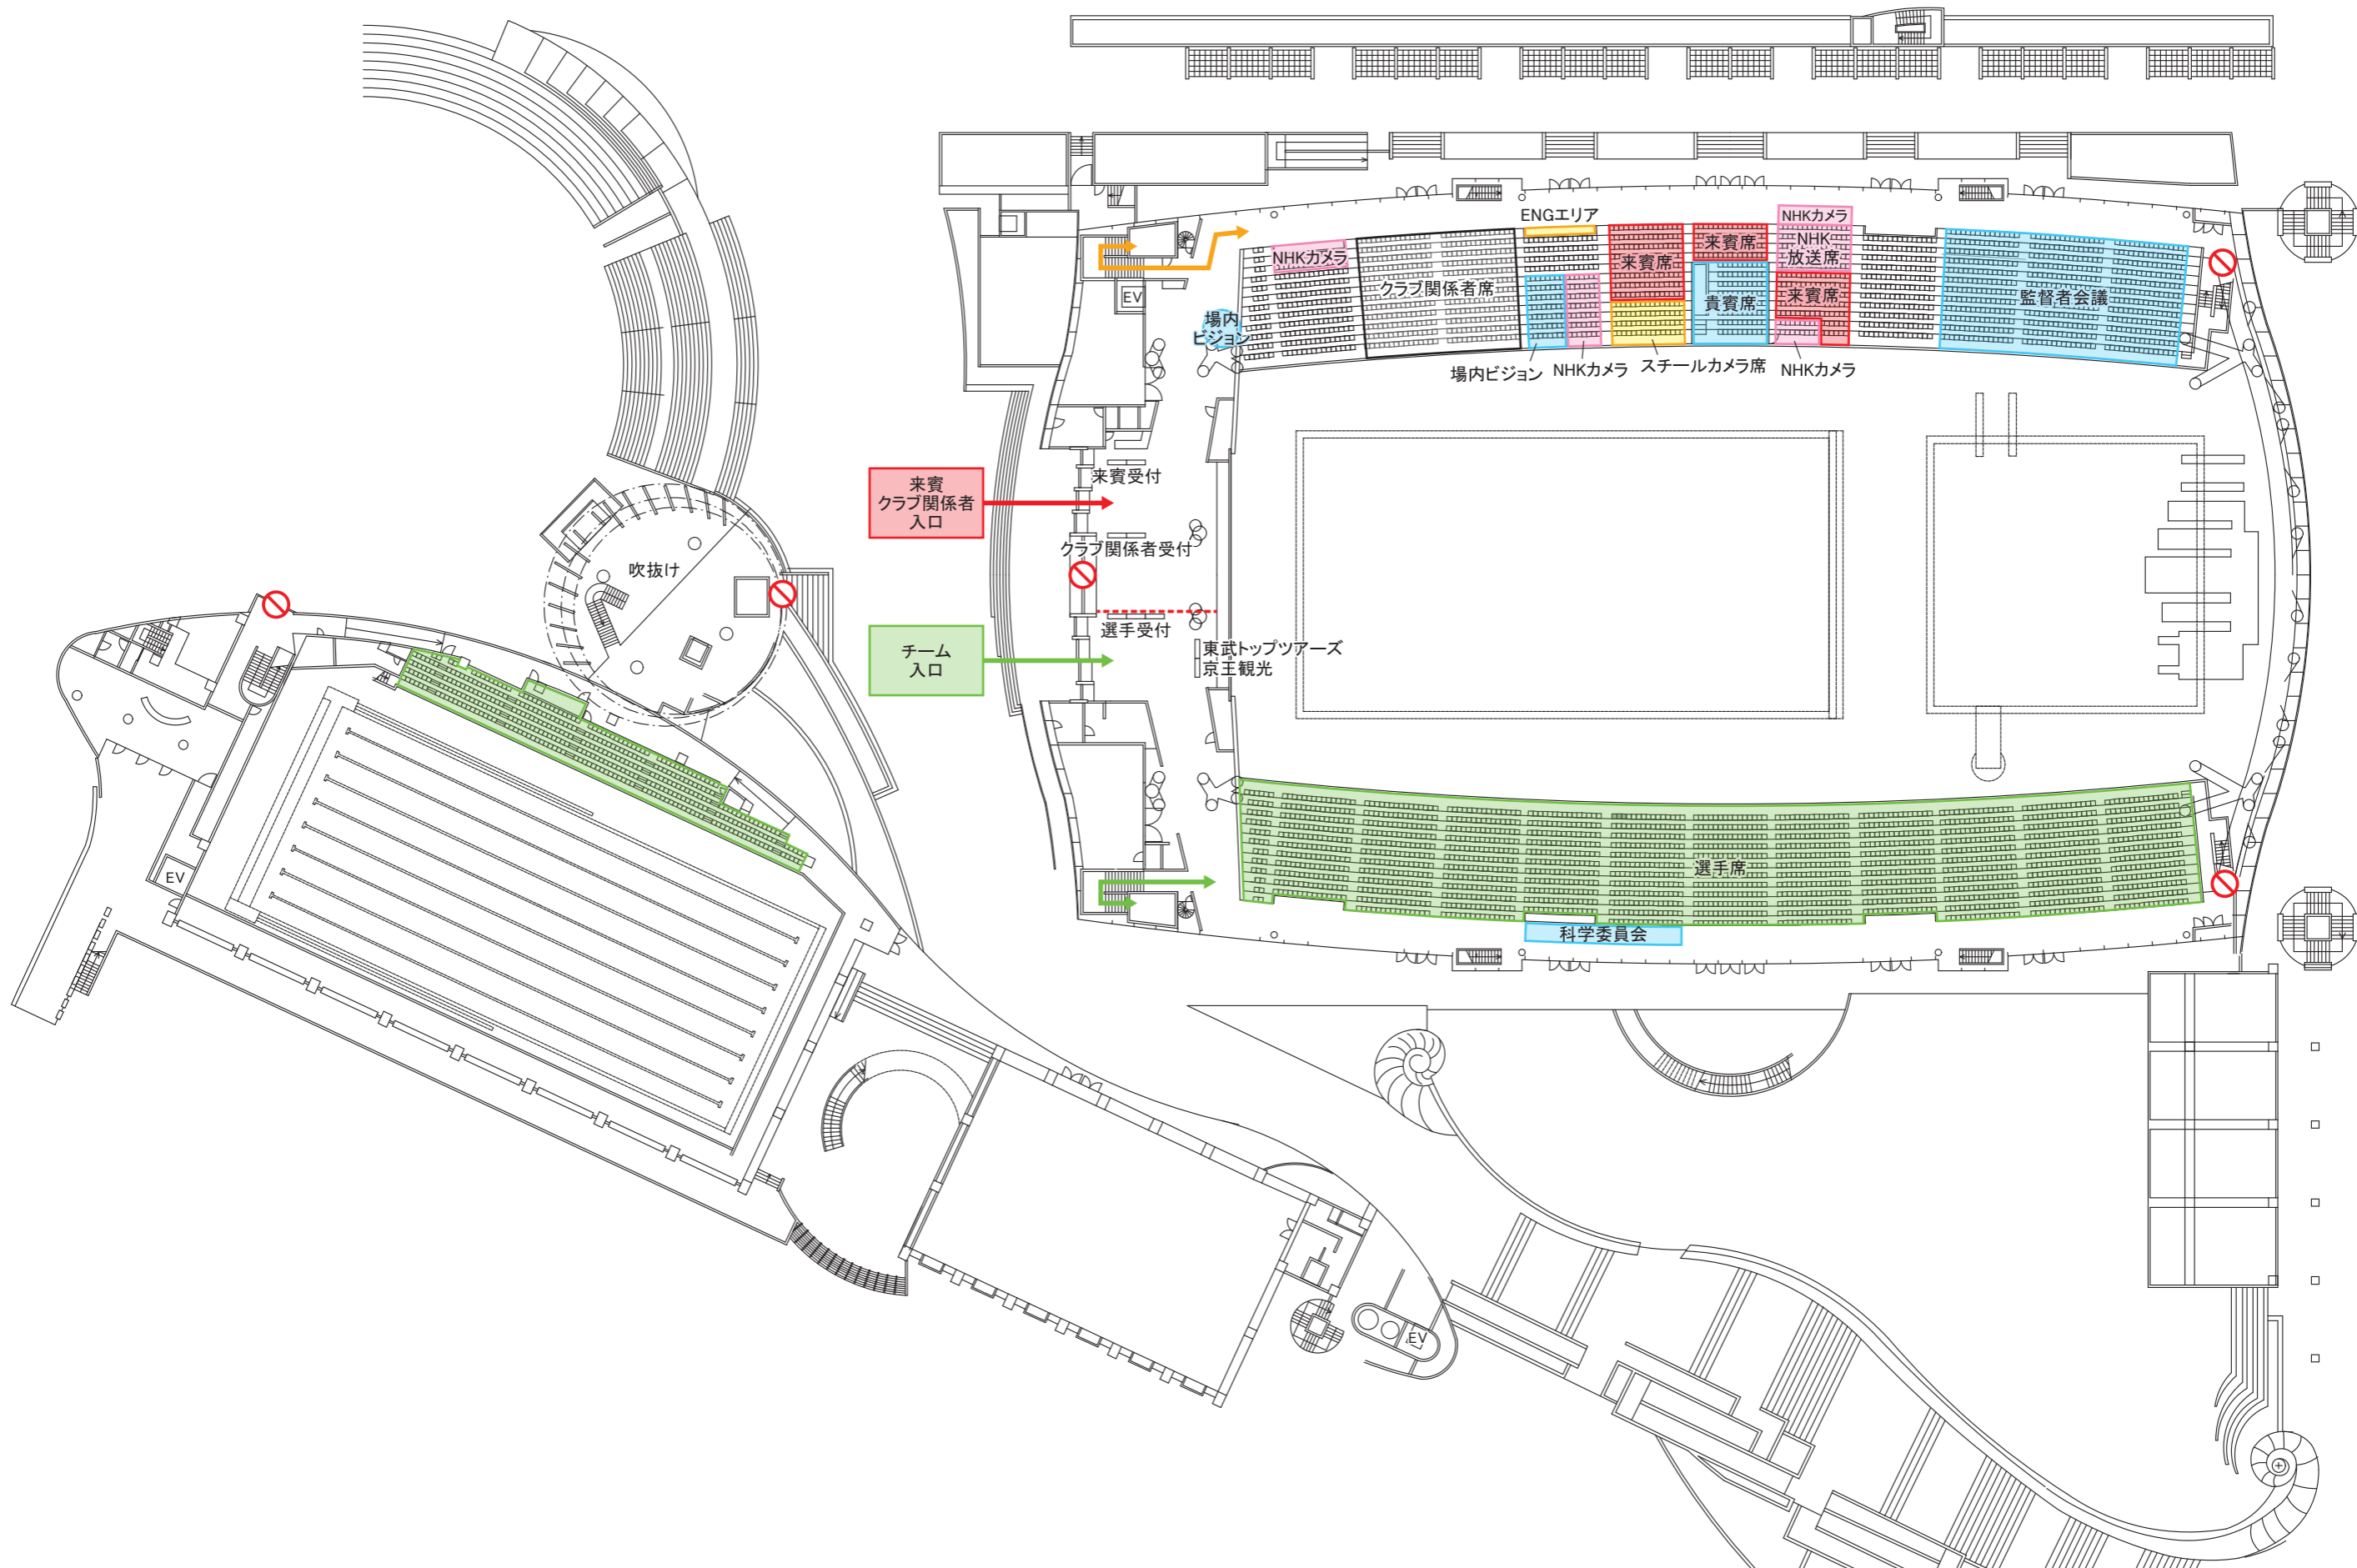 ENGエリア
NHKカメラ
来賓席
NHK
放送席
NHKカメラ
来賓席
クラブ関係者席
来賓席
貴賓席
監督者会議
EV
場内
ビジョン
場内ビジョン
NHKカメラ
スチールカメラ席
NHKカメラ
来賓
クラブ関係者
入口
来賓受付
クラブ関係者受付
吹抜け
選手受付
チーム
入口
東武トップツアーズ
京王観光
選手席
EV
科学委員会
EV